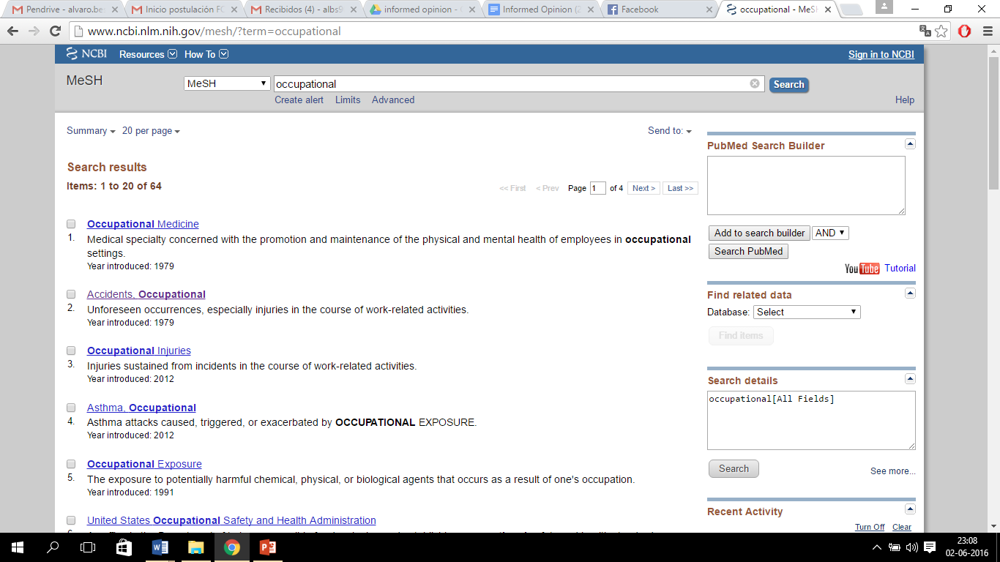 Pendrive - alvaro.be
Inicio postulación FO
Recibidos (4) - albs9
informed opinion -
Informed Opinion (2
Facebook
occupational - MeSH
www.ncbi.nlm.nih.gov/mesh/?term=occupational
NCBI Resources How To Sign in to NCBI
MeSH
MeSH occupational Search
Create alert Limits Advanced Help
Summary 20 per page Send to:
PubMed Search Builder
Search results
Items: 1 to 20 of 64
<< First < Prev Page 1 of 4 Next > Last >>
Occupational Medicine
1. Medical specialty concerned with the promotion and maintenance of the physical and mental health of employees in occupational
settings.
Year introduced: 1979
Accidents, Occupational
2. Unforeseen occurrences, especially injuries in the course of work-related activities.
Year introduced: 1979
Occupational Injuries
3. Injuries sustained from incidents in the course of work-related activities.
Year introduced: 2012
Asthma, Occupational
4. Asthma attacks caused, triggered, or exacerbated by OCCUPATIONAL EXPOSURE.
Year introduced: 2012
Occupational Exposure
5. The exposure to potentially harmful chemical, physical, or biological agents that occurs as a result of one's occupation.
Year introduced: 1991
United States Occupational Safety and Health Administration
Add to search builder AND
Search PubMed
YouTube Tutorial
Find related data
Database: Select
Find items
Search details
occupational[All Fields]
Search
See more...
Recent Activity
Turn Off Clear
23:08
02-06-2016